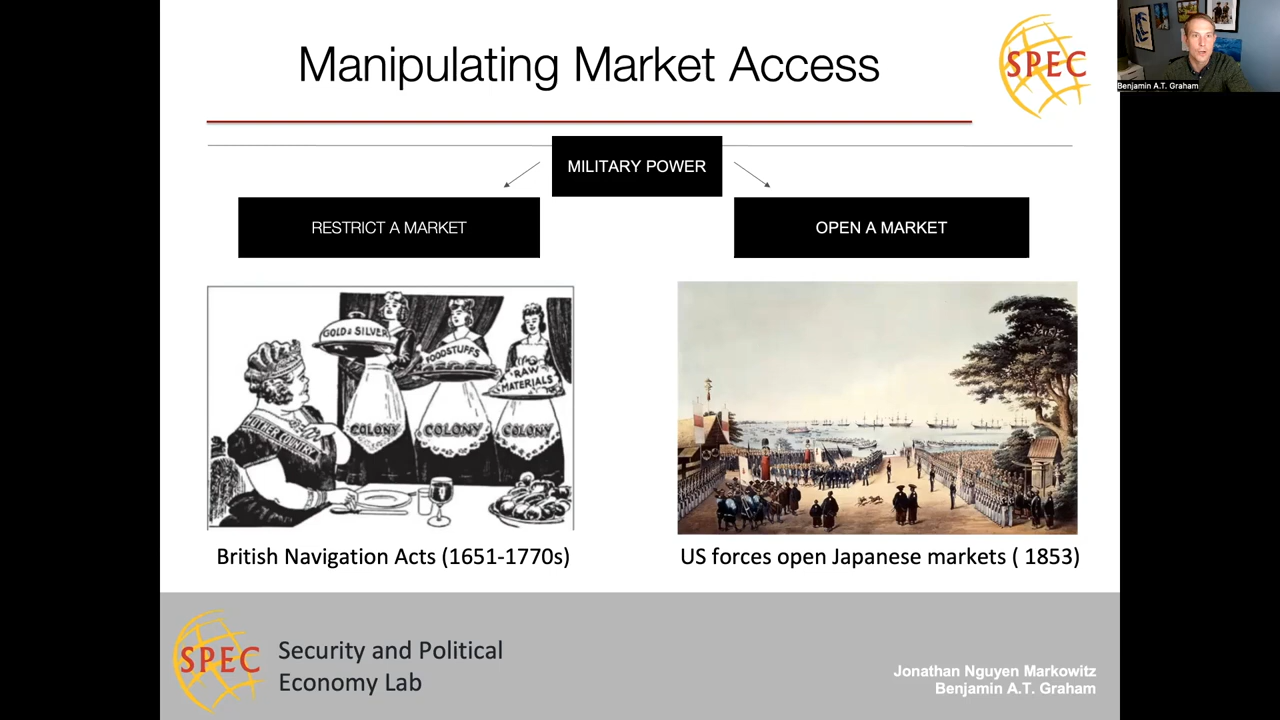 Manipulating Market Access
SPEC
Benjamin A.T. Graham
MILITARY POWER
RESTRICT A MARKET
OPEN A MARKET
GOLD & SILVER
FOODSTUFFS
RAW
MATERIALS
MOTHER COUNTRY
COLONY
COLONY
COLONY
British Navigation Acts (1651-1770s)
US forces open Japanese markets ( 1853)
SPEC
Security and Political
Economy Lab
Jonathan Nguyen Markowitz
Benjamin A.T. Graham